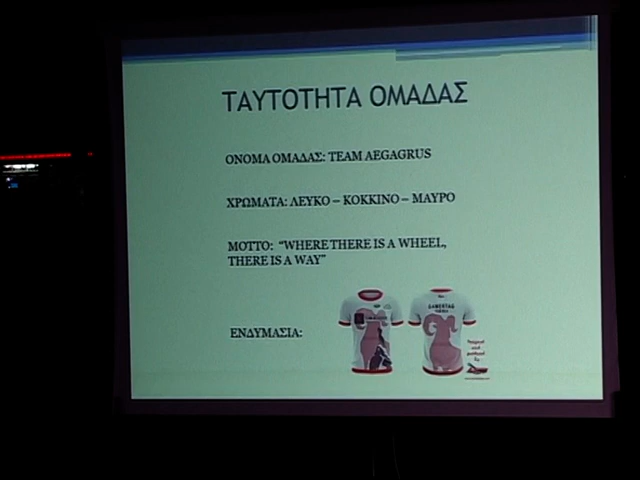 ΤΑΥΤΟΤΗΤΑ ΟΜΑΔΑΣ
ΟΝΟΜΑ ΟΜΑΔΑΣ: TEAM AEGAGRUS
ΧΡΩΜΑΤΑ: ΛΕΥΚΟ – ΚΟΚΚΙΝΟ – ΜΑΥΡΟ
ΜΟΤΤΟ: “WHERE THERE IS A WHEEL,
THERE IS A WAY”
ΕΝΔΥΜΑΣΙΑ: